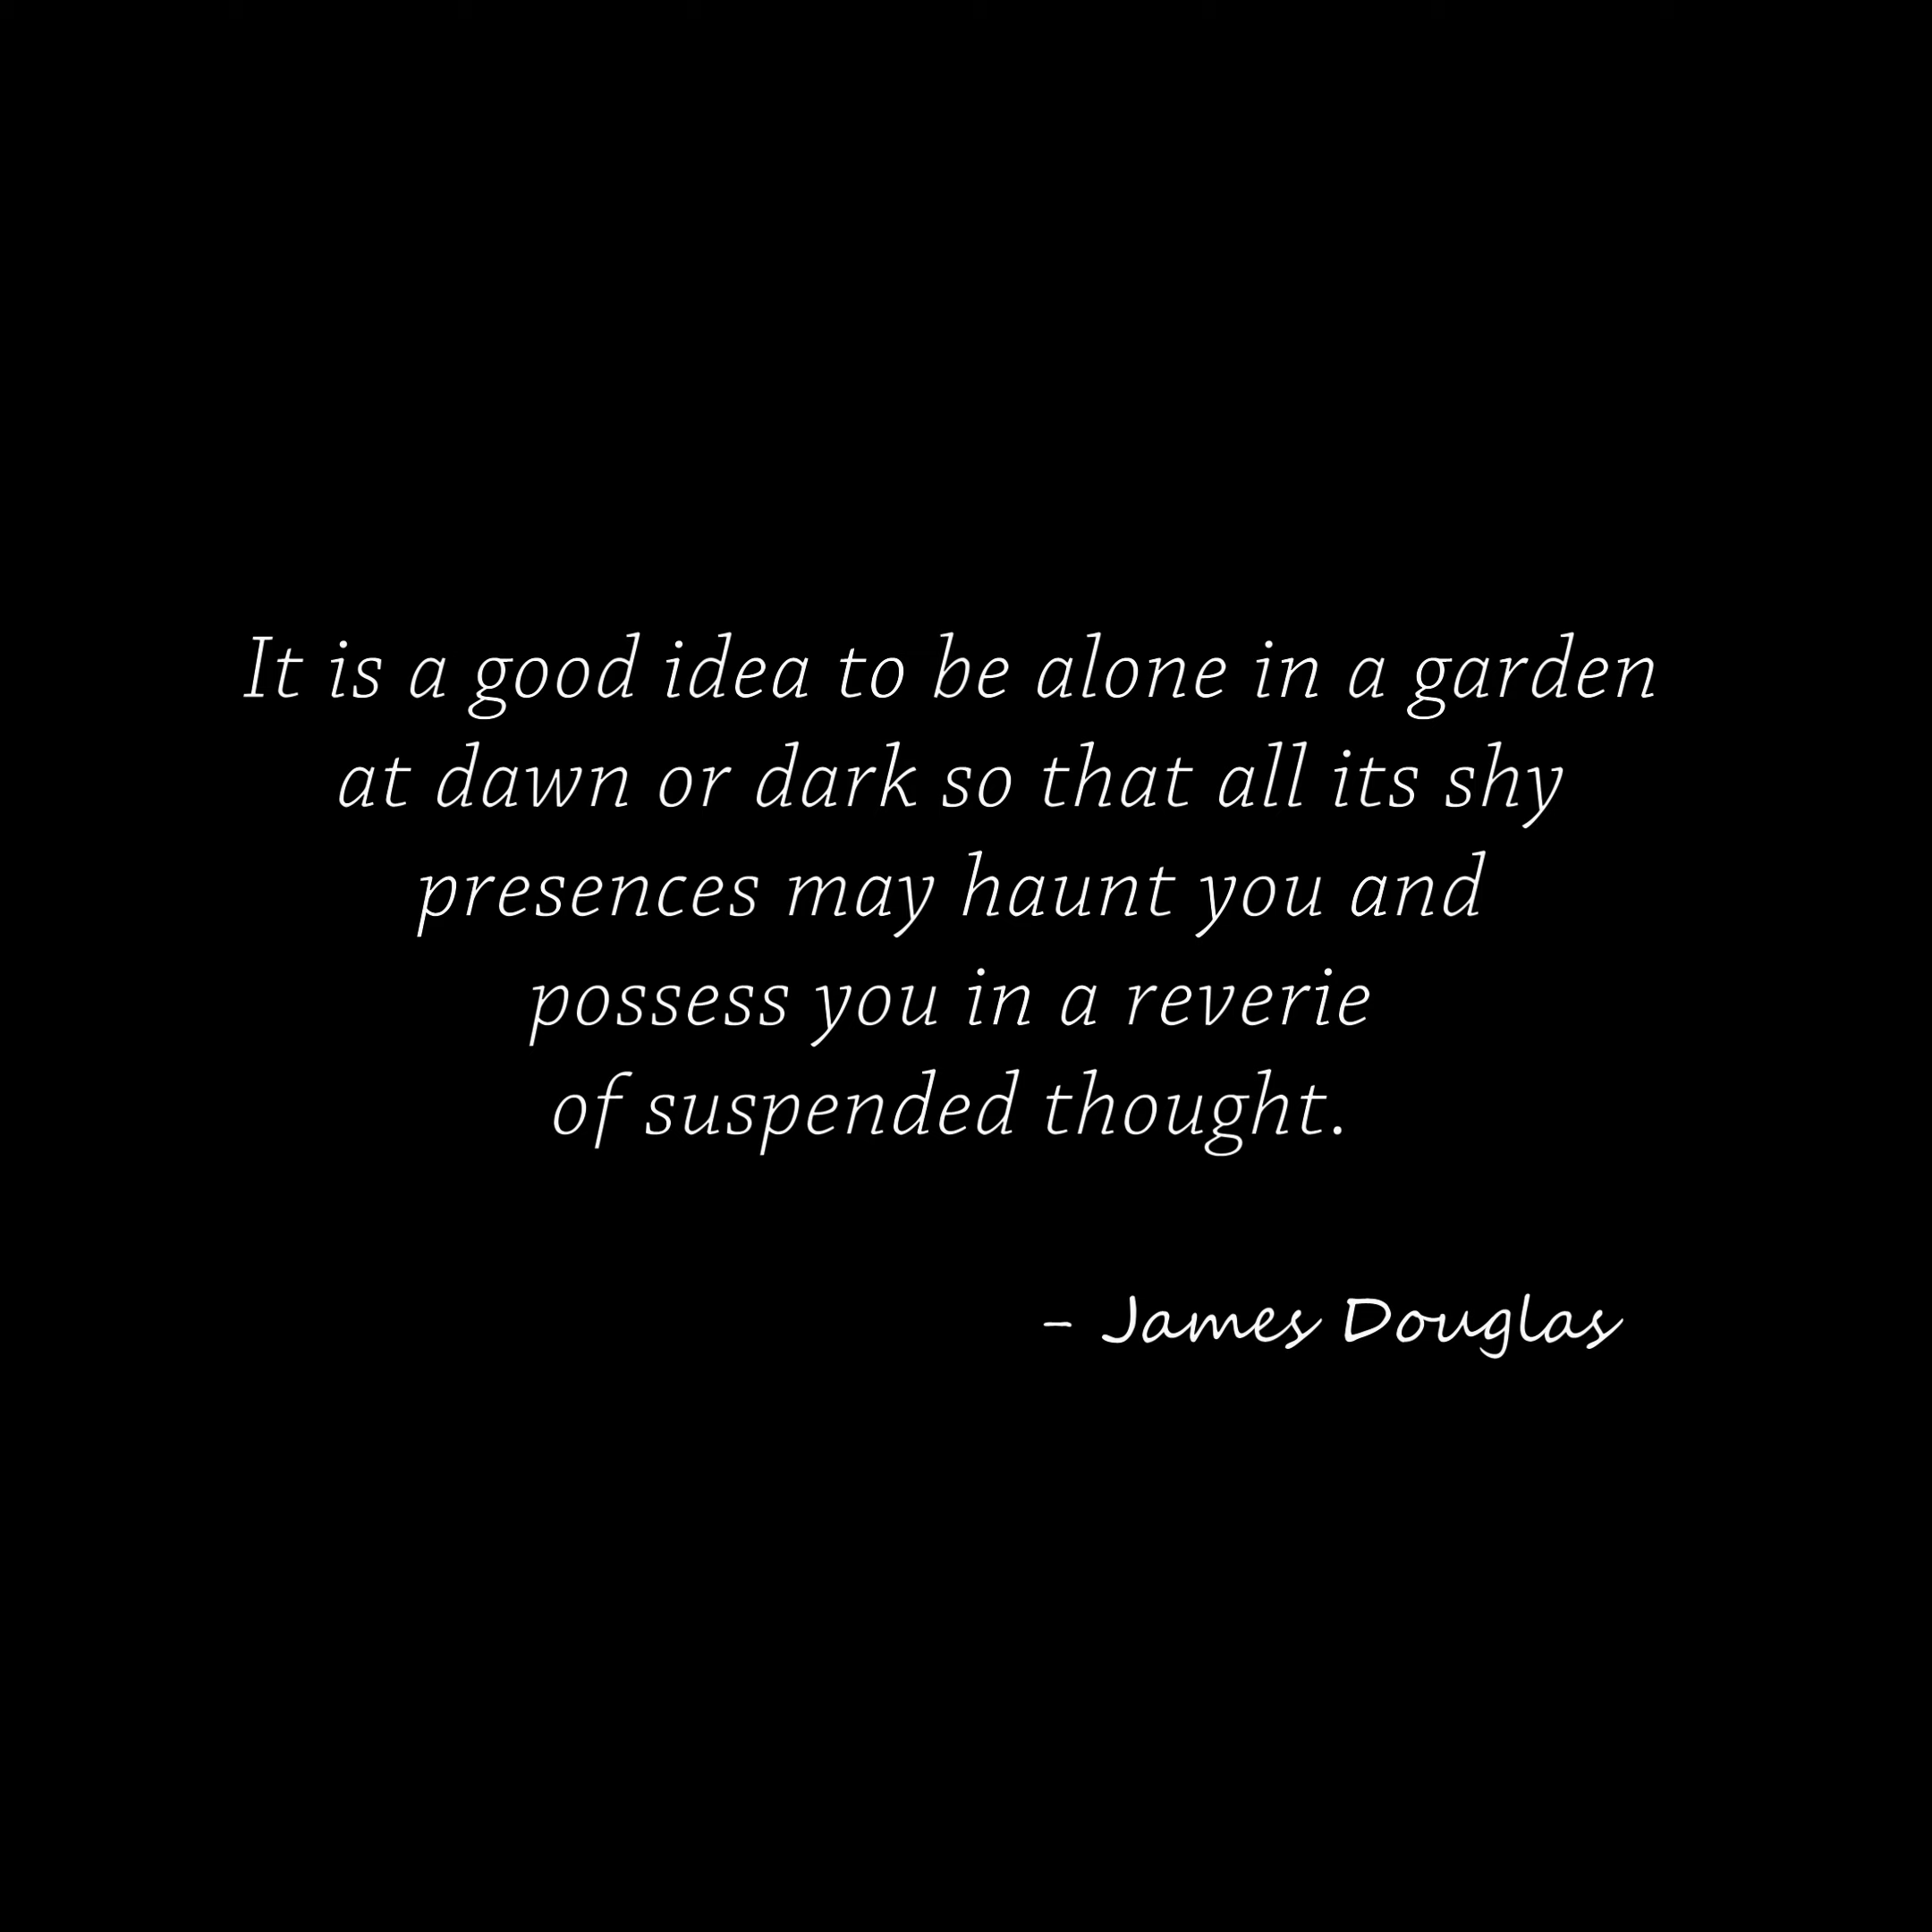 It is a good idea to be alone in a garden
at dawn or dark so that all its shy
presences may haunt you and
possess you in a reverie
of suspended thought.
– James Douglas